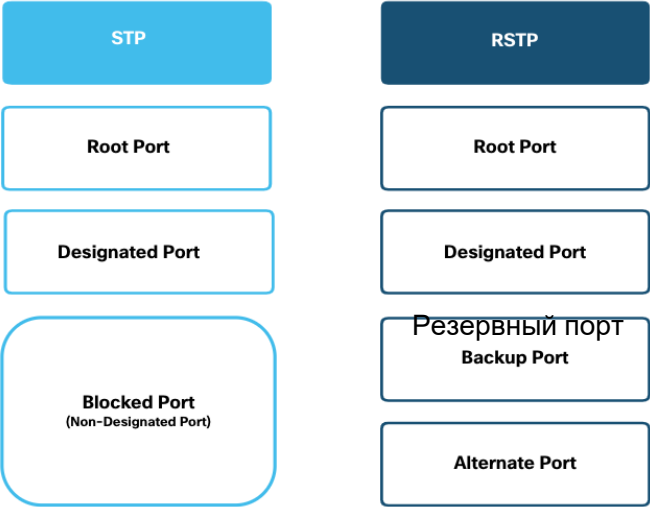 STP
Root Port
Designated Port
Blocked Port
(Non-Designated Port)
RSTP
Root Port
Designated Port
Резервный порт
Backup Port
Alternate Port